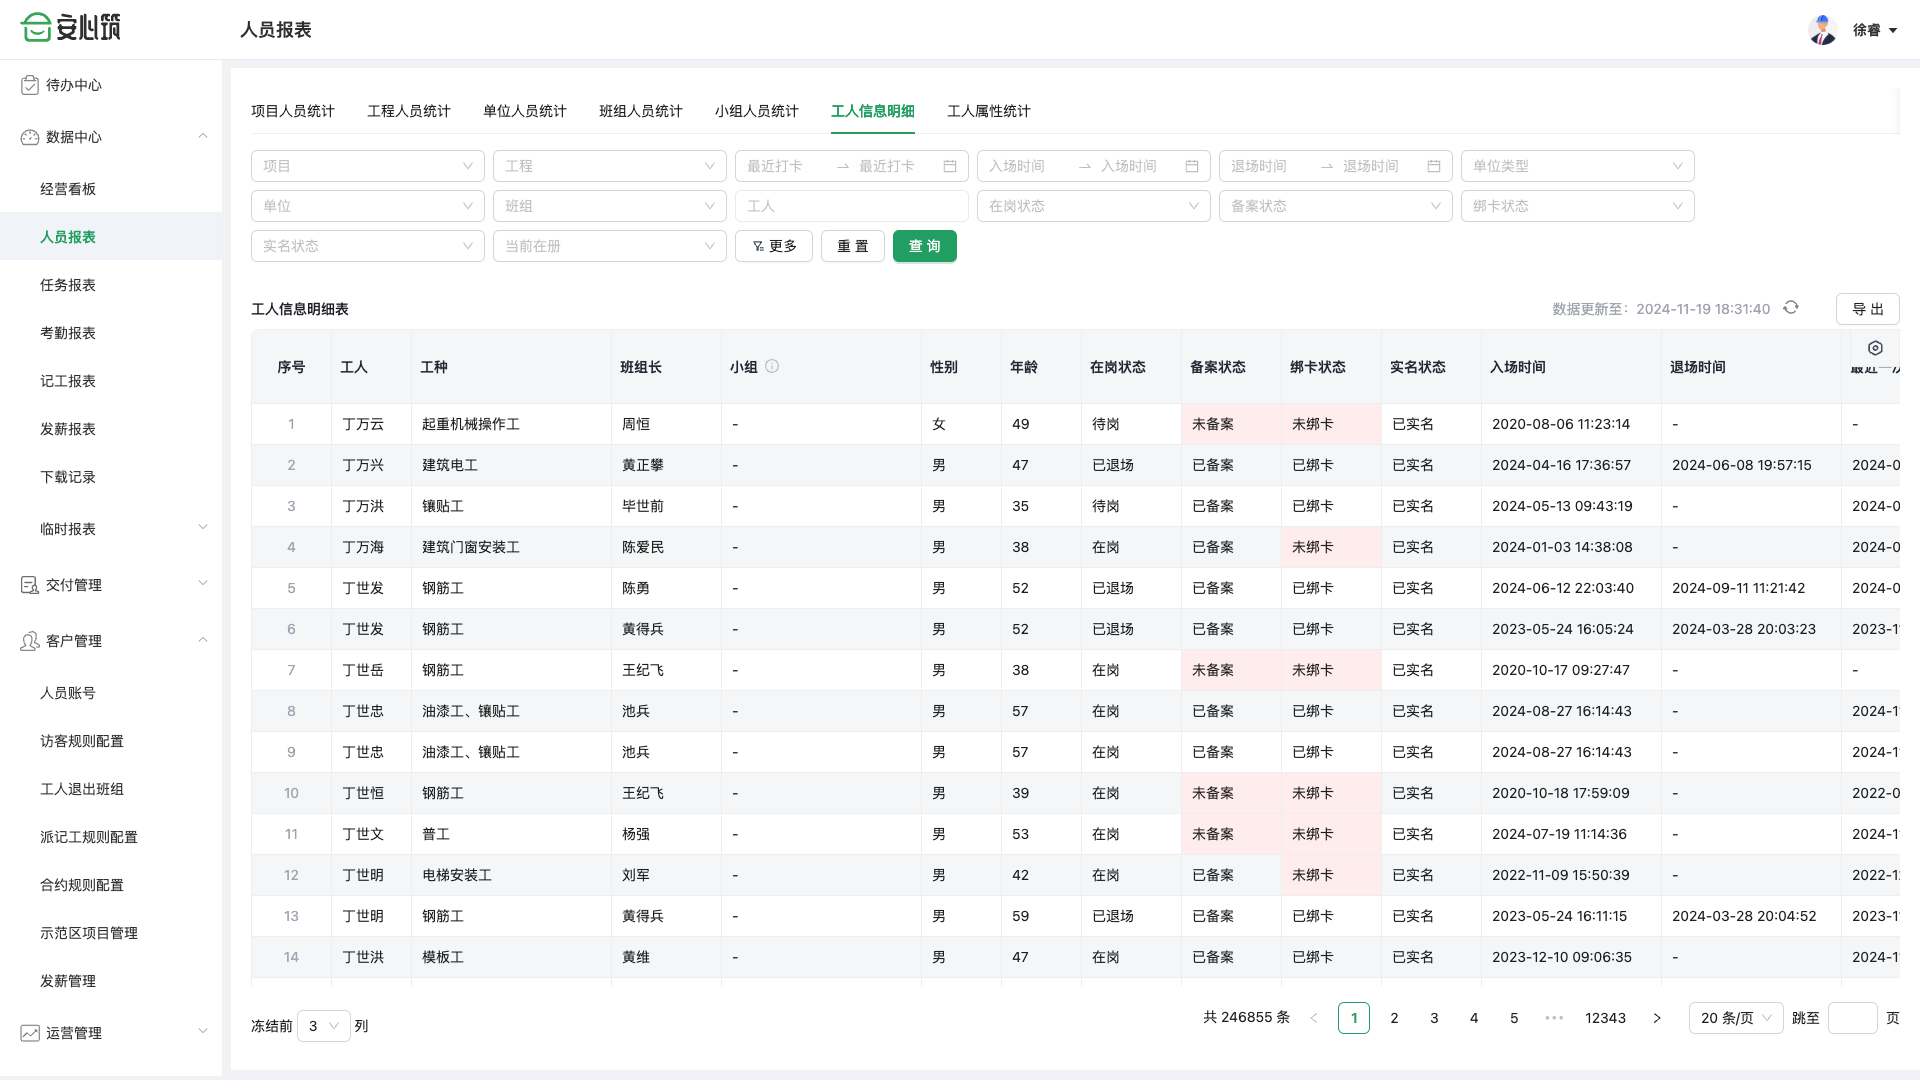 安心筑
人员报表
徐睿
待办中心
数据中心
经营看板
人员报表
任务报表
考勤报表
记工报表
发薪报表
下载记录
临时报表
交付管理
客户管理
人员账号
访客规则配置
工人退出班组
派记工规则配置
合约规则配置
示范区项目管理
发薪管理
运营管理
项目人员统计 工程人员统计 单位人员统计 班组人员统计 小组人员统计 工人信息明细 工人属性统计
项目 工程 最近打卡 → 最近打卡 入场时间 → 入场时间 退场时间 → 退场时间 单位类型
单位 班组 工人 在岗状态 备案状态 绑卡状态
实名状态 当前在册 更多 重 置 查 询
工人信息明细表 数据更新至：2024-11-19 18:31:40 导 出
序号 工人 工种 班组长 小组 性别 年龄 在岗状态 备案状态 绑卡状态 实名状态 入场时间 退场时间 最近一次
1 丁万云 起重机械操作工 周恒 - 女 49 待岗 未备案 未绑卡 已实名 2020-08-06 11:23:14 - -
2 丁万兴 建筑电工 黄正攀 - 男 47 已退场 已备案 已绑卡 已实名 2024-04-16 17:36:57 2024-06-08 19:57:15 2024-0
3 丁万洪 镶贴工 毕世前 - 男 35 待岗 已备案 已绑卡 已实名 2024-05-13 09:43:19 - 2024-0
4 丁万海 建筑门窗安装工 陈爱民 - 男 38 在岗 已备案 未绑卡 已实名 2024-01-03 14:38:08 - 2024-0
5 丁世发 钢筋工 陈勇 - 男 52 已退场 已备案 已绑卡 已实名 2024-06-12 22:03:40 2024-09-11 11:21:42 2024-0
6 丁世发 钢筋工 黄得兵 - 男 52 已退场 已备案 已绑卡 已实名 2023-05-24 16:05:24 2024-03-28 20:03:23 2023-1
7 丁世岳 钢筋工 王纪飞 - 男 38 在岗 未备案 未绑卡 已实名 2020-10-17 09:27:47 - -
8 丁世忠 油漆工、镶贴工 池兵 - 男 57 在岗 已备案 已绑卡 已实名 2024-08-27 16:14:43 - 2024-1
9 丁世忠 油漆工、镶贴工 池兵 - 男 57 在岗 已备案 已绑卡 已实名 2024-08-27 16:14:43 - 2024-1
10 丁世恒 钢筋工 王纪飞 - 男 39 在岗 未备案 未绑卡 已实名 2020-10-18 17:59:09 - 2022-0
11 丁世文 普工 杨强 - 男 53 在岗 未备案 未绑卡 已实名 2024-07-19 11:14:36 - 2024-1
12 丁世明 电梯安装工 刘军 - 男 42 在岗 已备案 未绑卡 已实名 2022-11-09 15:50:39 - 2022-1
13 丁世明 钢筋工 黄得兵 - 男 59 已退场 已备案 已绑卡 已实名 2023-05-24 16:11:15 2024-03-28 20:04:52 2023-1
14 丁世洪 模板工 黄维 - 男 47 在岗 已备案 已绑卡 已实名 2023-12-10 09:06:35 - 2024-1
冻结前 3 列 共 246855 条 < 1 2 3 4 5 ••• 12343 > 20 条/页 跳至 页